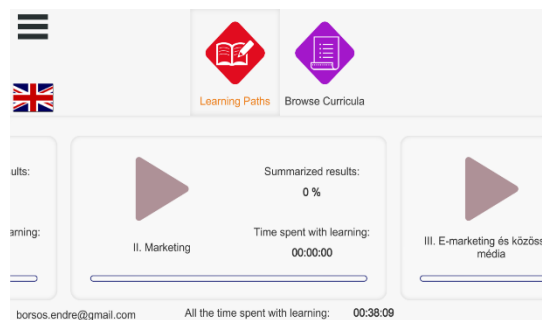 Learning Paths
Browse Curricula
ults:
arning:
II. Marketing
Summarized results:
0 %
Time spent with learning:
00:00:00
III. E-marketing és közöss
média
borsos.endre@gmail.com
All the time spent with learning: 00:38:09